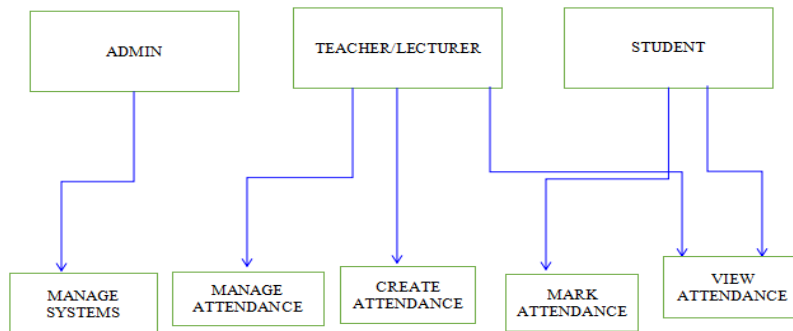 ADMIN
TEACHER/LECTURER
STUDENT
MANAGE
SYSTEMS
MANAGE
ATTENDANCE
CREATE
ATTENDANCE
MARK
ATTENDANCE
VIEW
ATTENDANCE